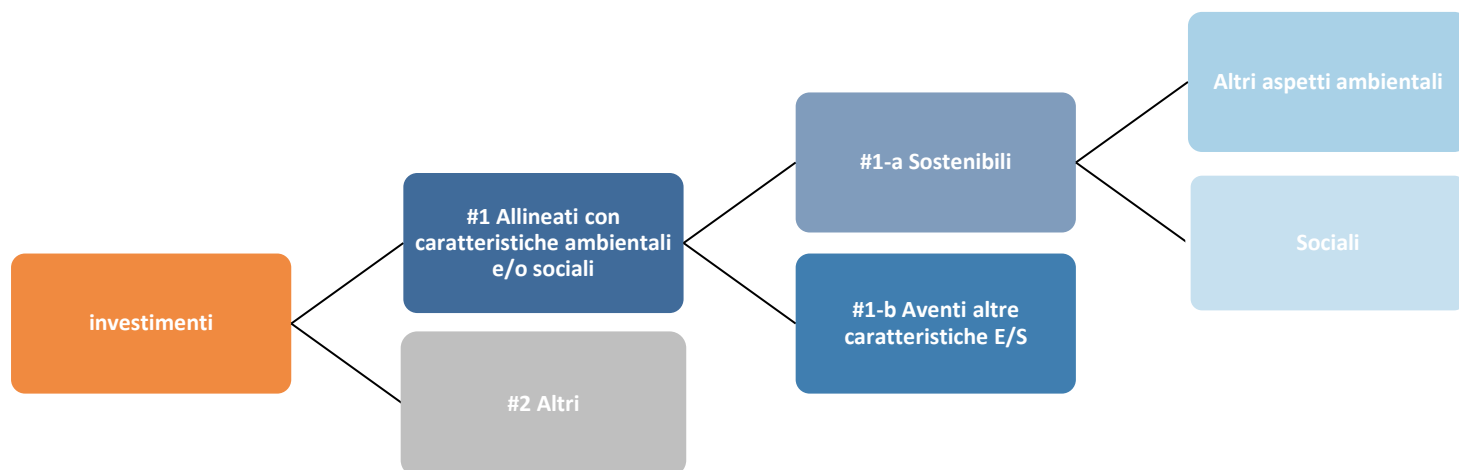 investimenti
#1 Allineati con
caratteristiche ambientali
e/o sociali
#2 Altri
#1-a Sostenibili
#1-b Aventi altre
caratteristiche E/S
Altri aspetti ambientali
Sociali